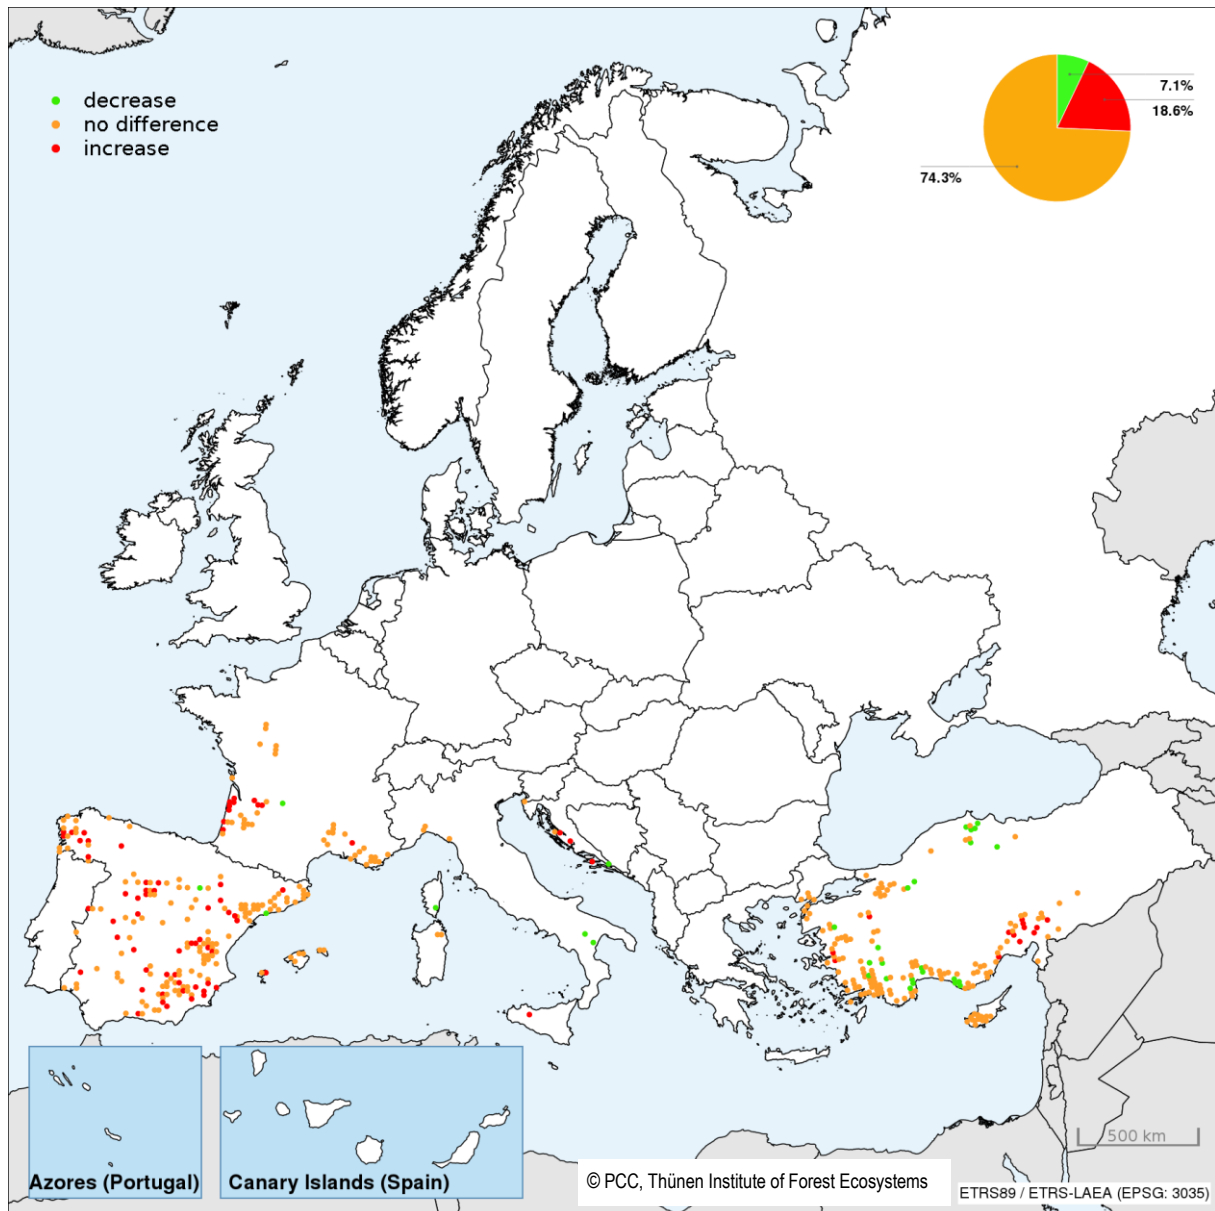 decrease
no difference
increase
7.1%
18.6%
74.3%
500 km
Azores (Portugal)
Canary Islands (Spain)
© PCC, Thünen Institute of Forest Ecosystems
ETRS89 / ETRS-LAEA (EPSG: 3035)